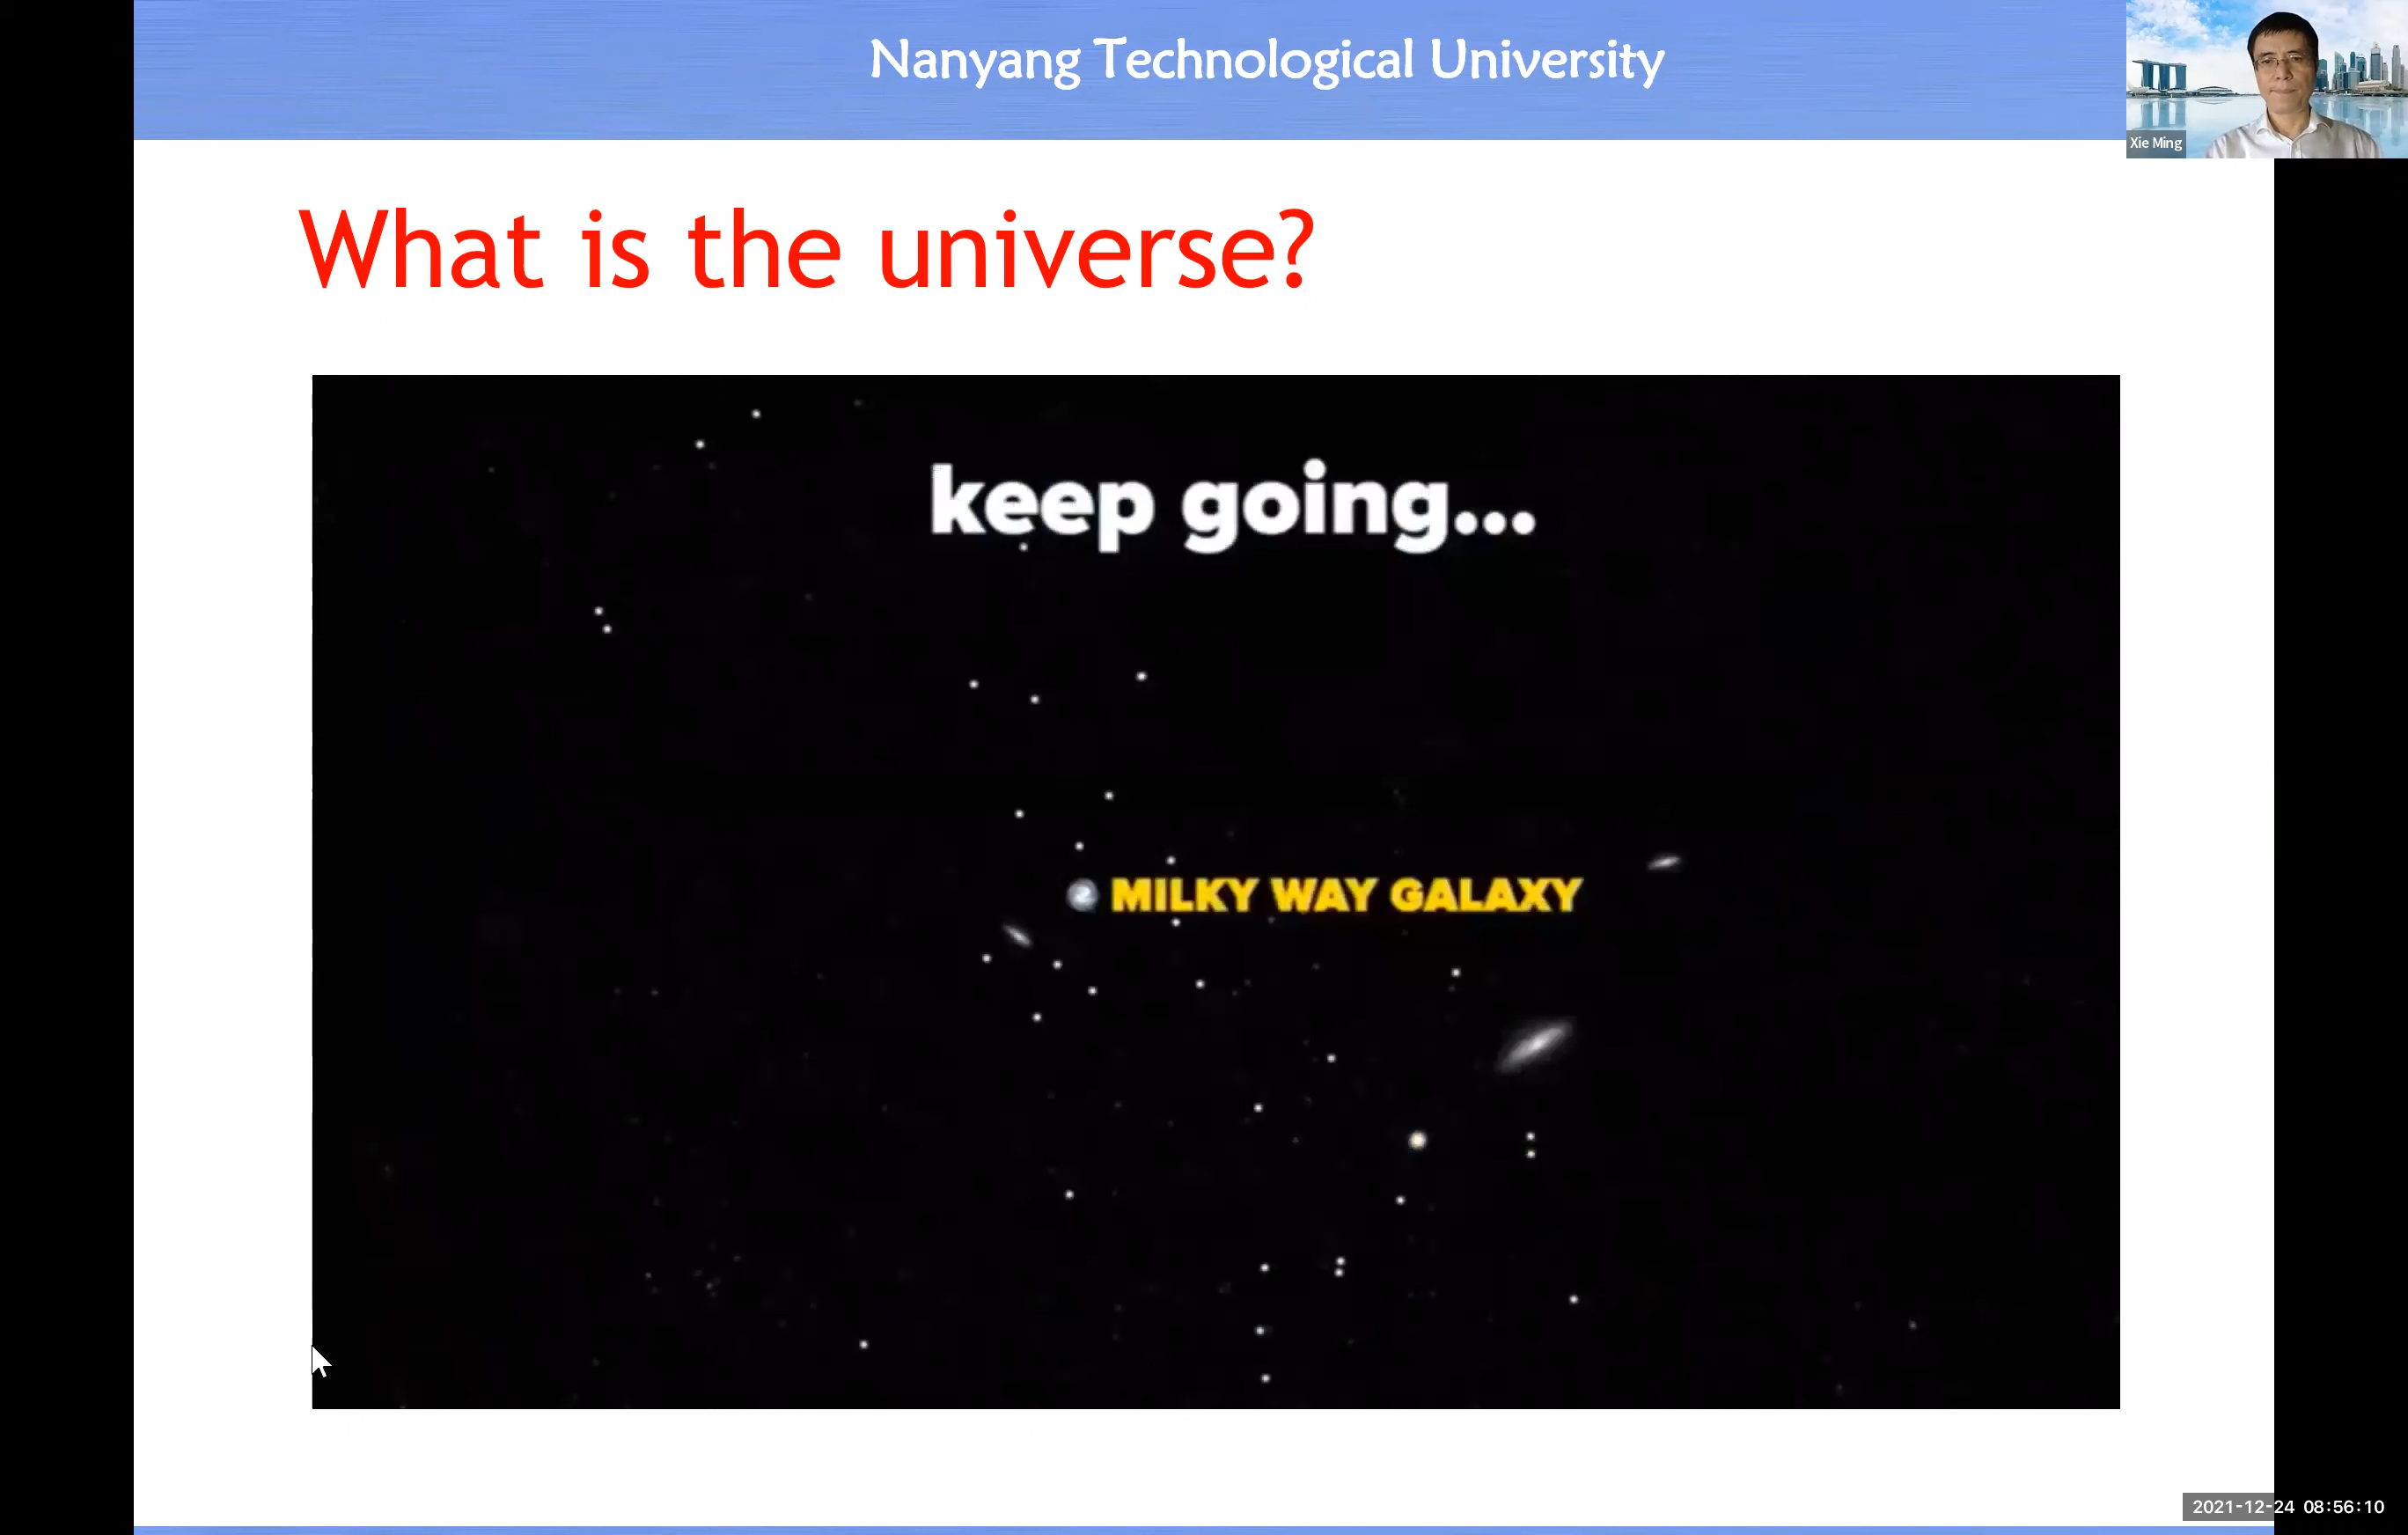 Nanyang Technological University
Xie Ming
What is the universe?
keep going...
MILKY WAY GALAXY
2021-12-24 08:56:10